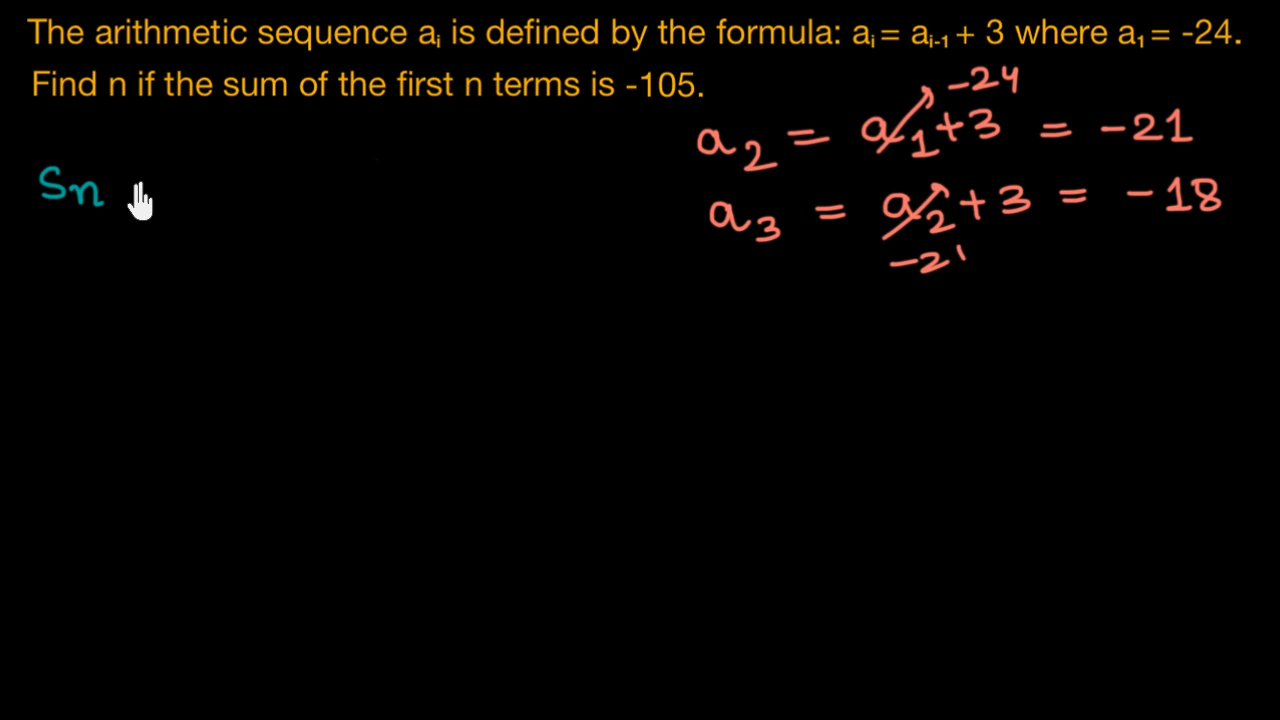 The arithmetic sequence aᵢ is defined by the formula: aᵢ = aᵢ₋₁ + 3 where a₁ = -24.
Find n if the sum of the first n terms is -105.
-24
a₂ = a₁ + 3 = -21
Sn
a₃ = a₂ + 3 = -18
-21